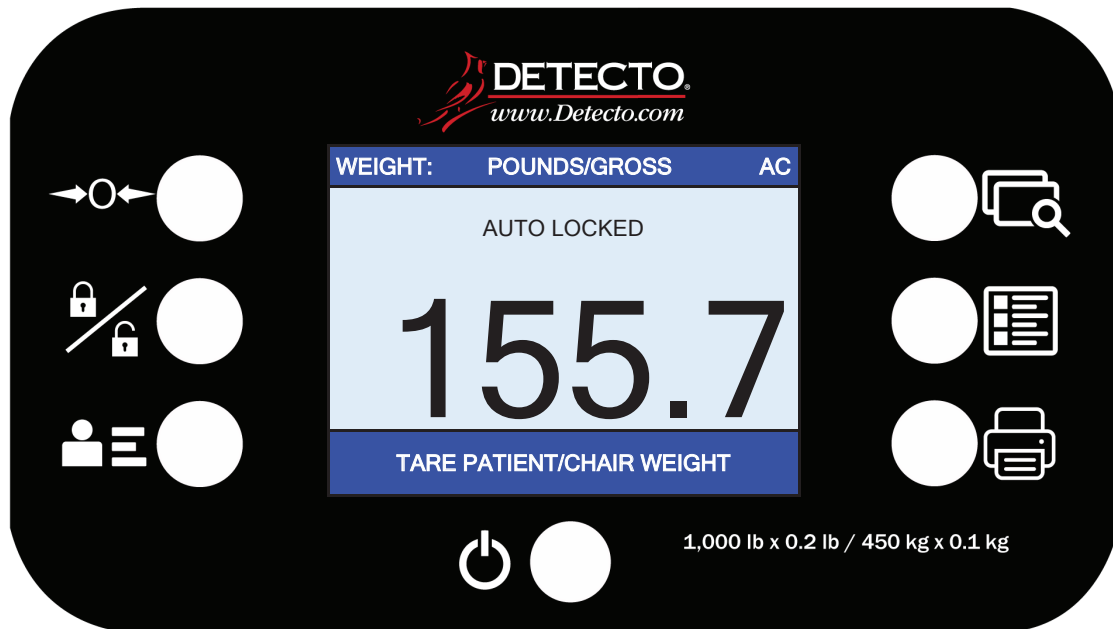 DETECTO®
www.Detecto.com
WEIGHT: POUNDS/GROSS AC
AUTO LOCKED
155.7
TARE PATIENT/CHAIR WEIGHT
1,000 lb x 0.2 lb / 450 kg x 0.1 kg